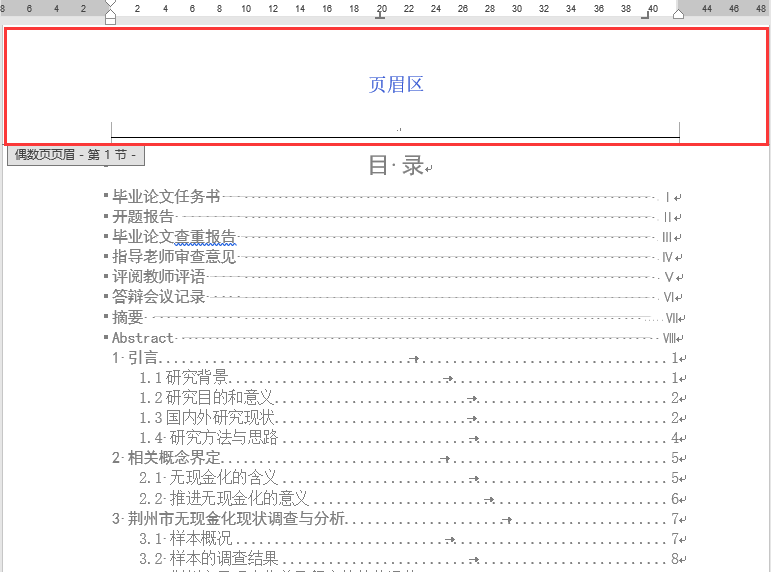 8 6 4 2 2 4 6 8 10 12 14 16 18 20 22 24 26 28 30 32 34 36 38 40 44 46 48
页眉区
偶数页页眉 - 第 1 节 -
目 录
毕业论文任务书 Ⅰ
开题报告 Ⅱ
毕业论文查重报告 Ⅲ
指导老师审查意见 Ⅳ
评阅教师评语 Ⅴ
答辩会议记录 Ⅵ
摘要 Ⅶ
Abstract Ⅷ
1 引言 1
1.1 研究背景 1
1.2 研究目的和意义 2
1.3 国内外研究现状 2
1.4 研究方法与思路 4
2 相关概念界定 5
2.1 无现金化的含义 5
2.2 推进无现金化的意义 6
3 荆州市无现金化现状调查与分析 7
3.1 样本概况 7
3.2 样本的调查结果 8